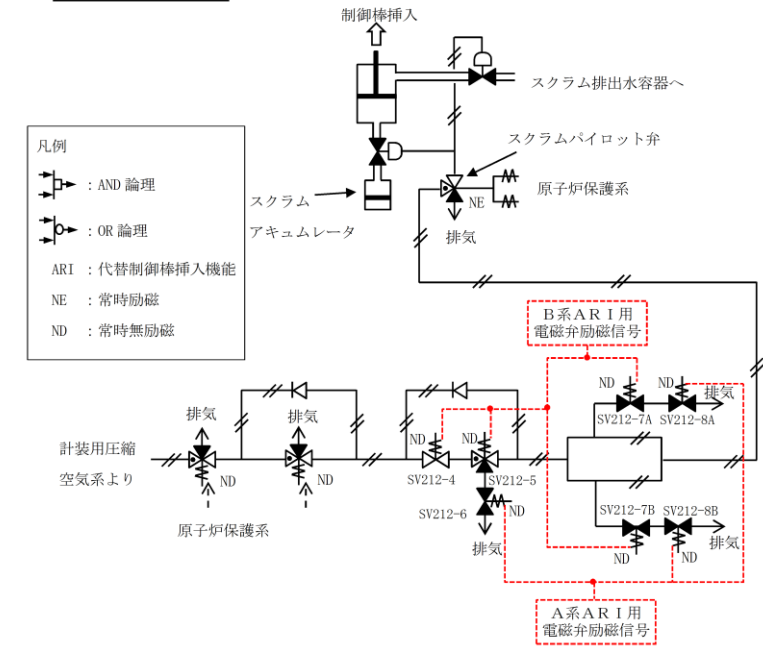 制御棒挿入
スクラム排出水容器へ
スクラムパイロット弁
凡例
：AND 論理
：OR 論理
ARI ：代替制御棒挿入機能
NE ：常時励磁
ND ：常時無励磁
スクラム
アキュムレータ
NE
原子炉保護系
排気
B系ARI用
電磁弁励磁信号
ND
ND
排気
SV212-7A
SV212-8A
排気
排気
計装用圧縮
空気系より
ND
ND
原子炉保護系
ND
ND
SV212-4
SV212-5
SV212-6
ND
排気
SV212-7B
SV212-8B
排気
ND
ND
A系ARI用
電磁弁励磁信号